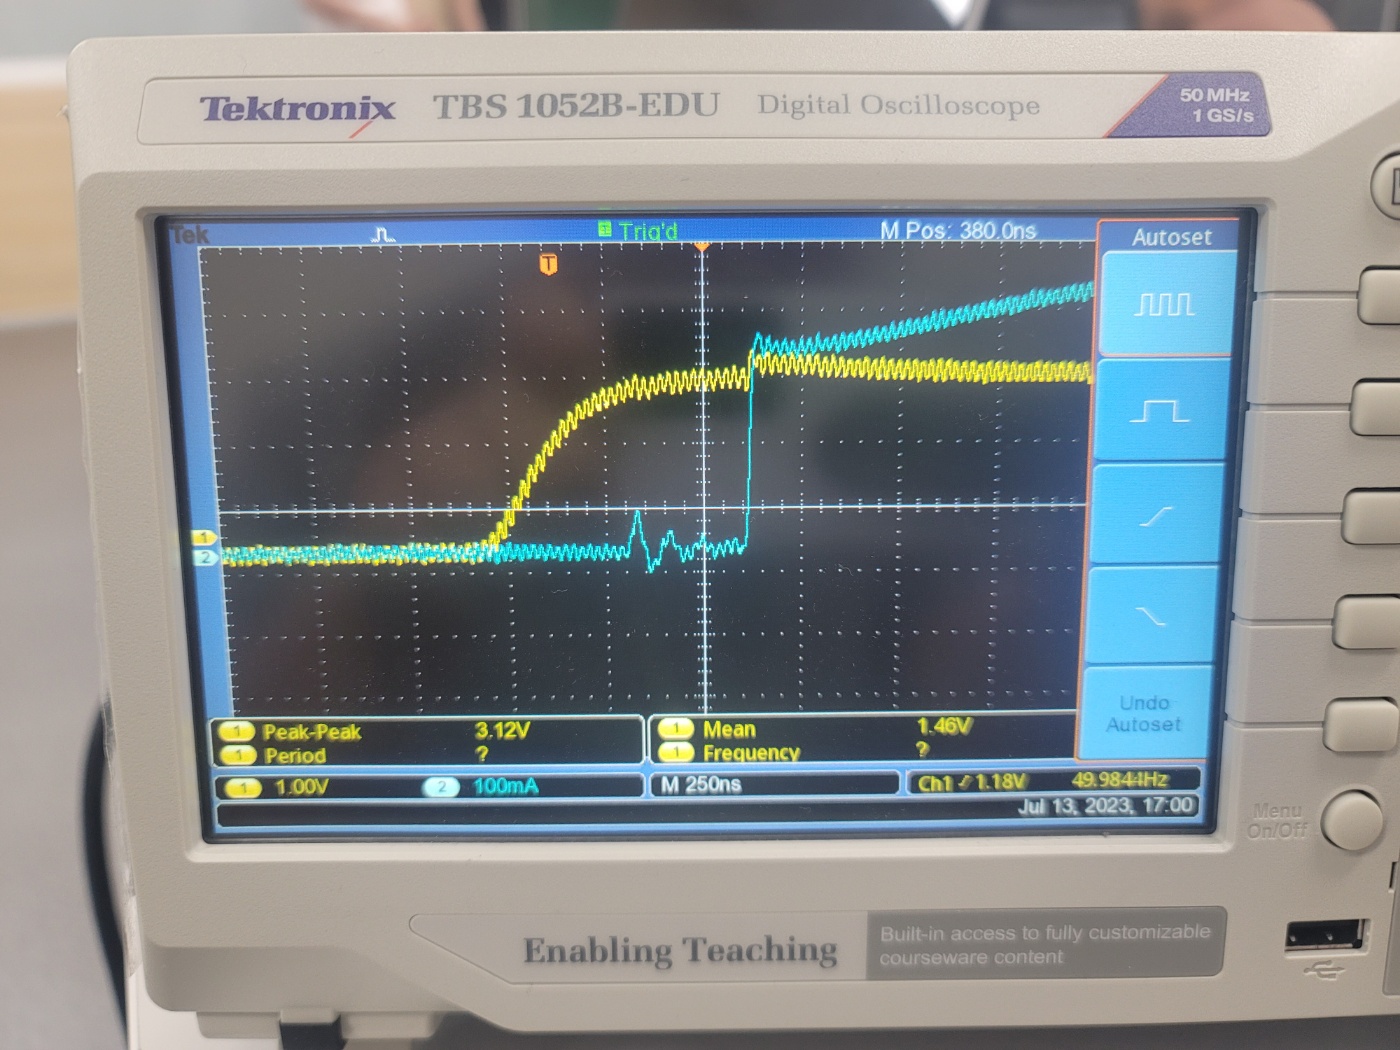 Tektronix TBS 1052B-EDU Digital Oscilloscope 50 MHz
1 GS/s
Tek Trig'd M Pos: 380.0ns Autoset
T
1
2
Undo
Autoset
1 Peak-Peak 3.12V 1 Mean 1.46V
1 Period ? 1 Frequency ?
1 1.00V 2 100mA M 250ns Ch1 1.18V 49.984Hz
Jul 13, 2023, 17:00
Menu
On/Off
Enabling Teaching
Built-in access to fully customizable
courseware content